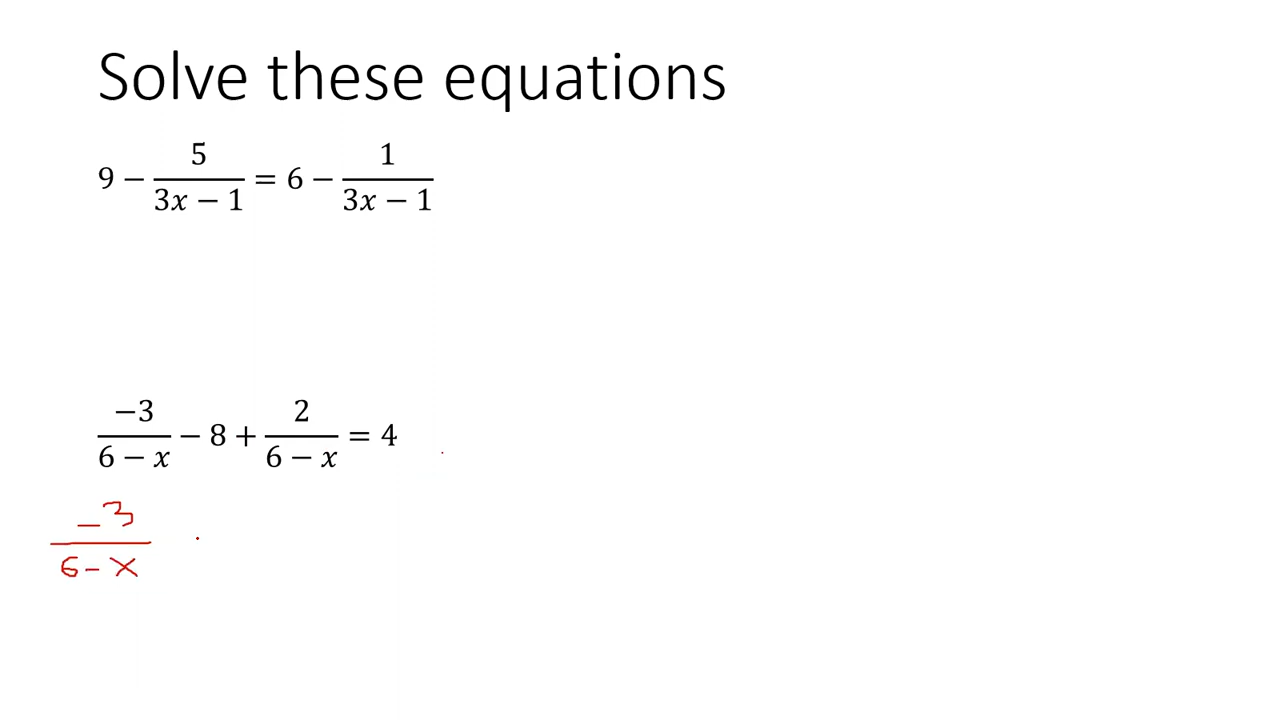 Solve these equations
9 − 5/(3x − 1) = 6 − 1/(3x − 1)
−3/(6 − x) − 8 + 2/(6 − x) = 4
−3/(6 − x)